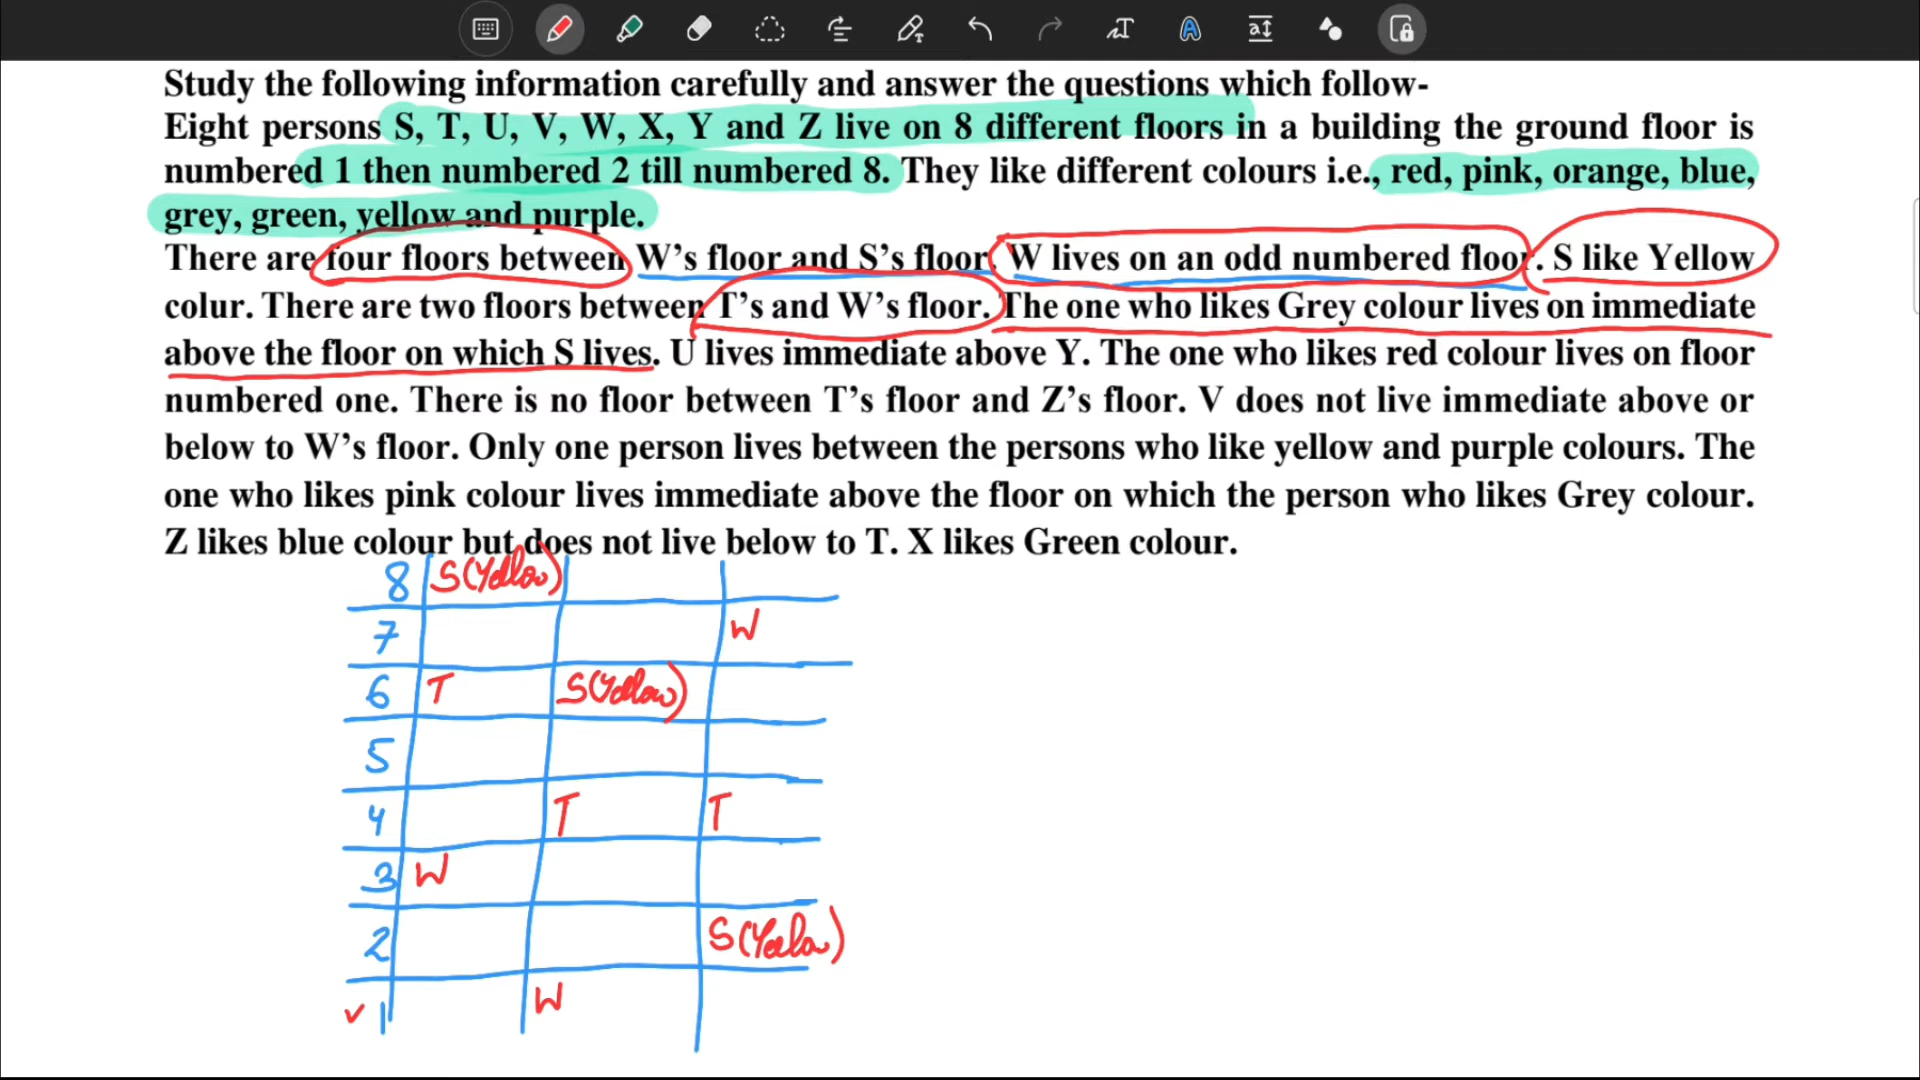 Study the following information carefully and answer the questions which follow-
Eight persons S, T, U, V, W, X, Y and Z live on 8 different floors in a building the ground floor is
numbered 1 then numbered 2 till numbered 8. They like different colours i.e., red, pink, orange, blue,
grey, green, yellow and purple.
There are four floors between W’s floor and S’s floor. W lives on an odd numbered floor. S like Yellow
colur. There are two floors between T’s and W’s floor. The one who likes Grey colour lives on immediate
above the floor on which S lives. U lives immediate above Y. The one who likes red colour lives on floor
numbered one. There is no floor between T’s floor and Z’s floor. V does not live immediate above or
below to W’s floor. Only one person lives between the persons who like yellow and purple colours. The
one who likes pink colour lives immediate above the floor on which the person who likes Grey colour.
Z likes blue colour but does not live below to T. X likes Green colour.
8 S(Yellow)
7 W
6 T S(Yellow)
5
4 T T
3 W
2 S(Yellow)
1 W